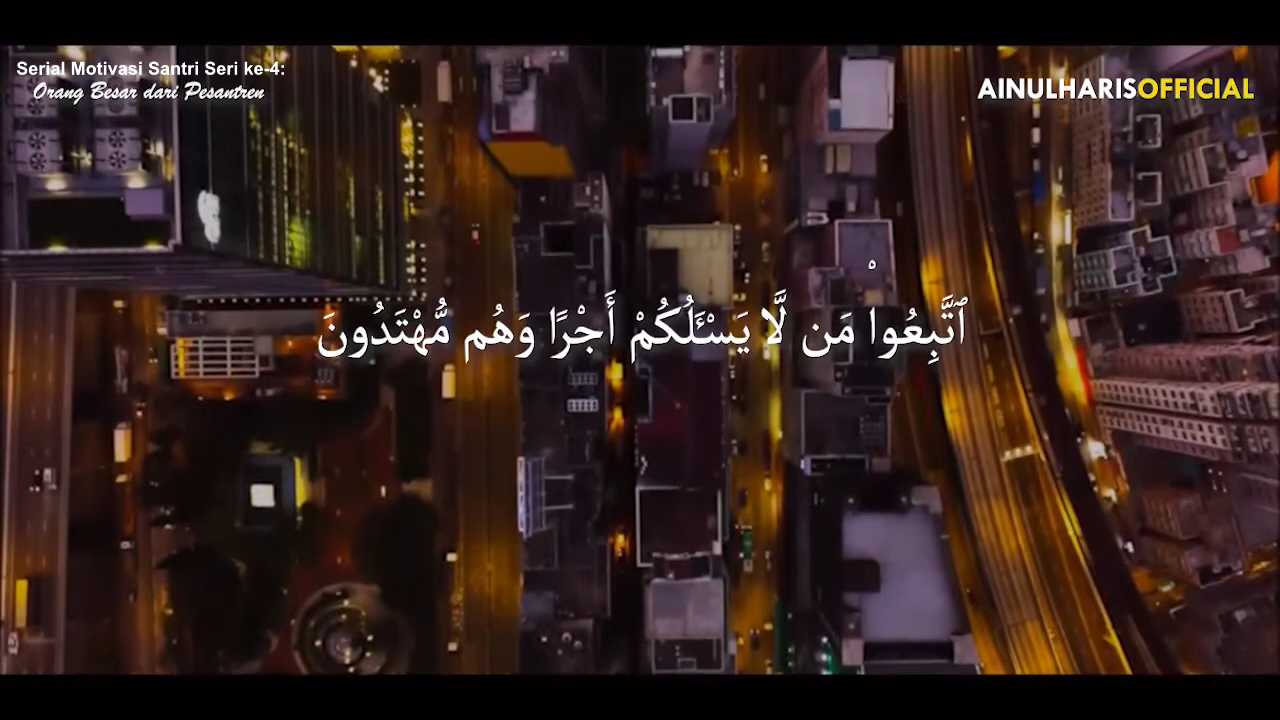 Serial Motivasi Santri Seri ke-4:
Orang Besar dari Pesantren
AINULHARISOFFICIAL
ٱتَّبِعُوا۟ مَن لَّا يَسْـَٔلُكُمْ أَجْرًا وَهُم مُّهْتَدُونَ